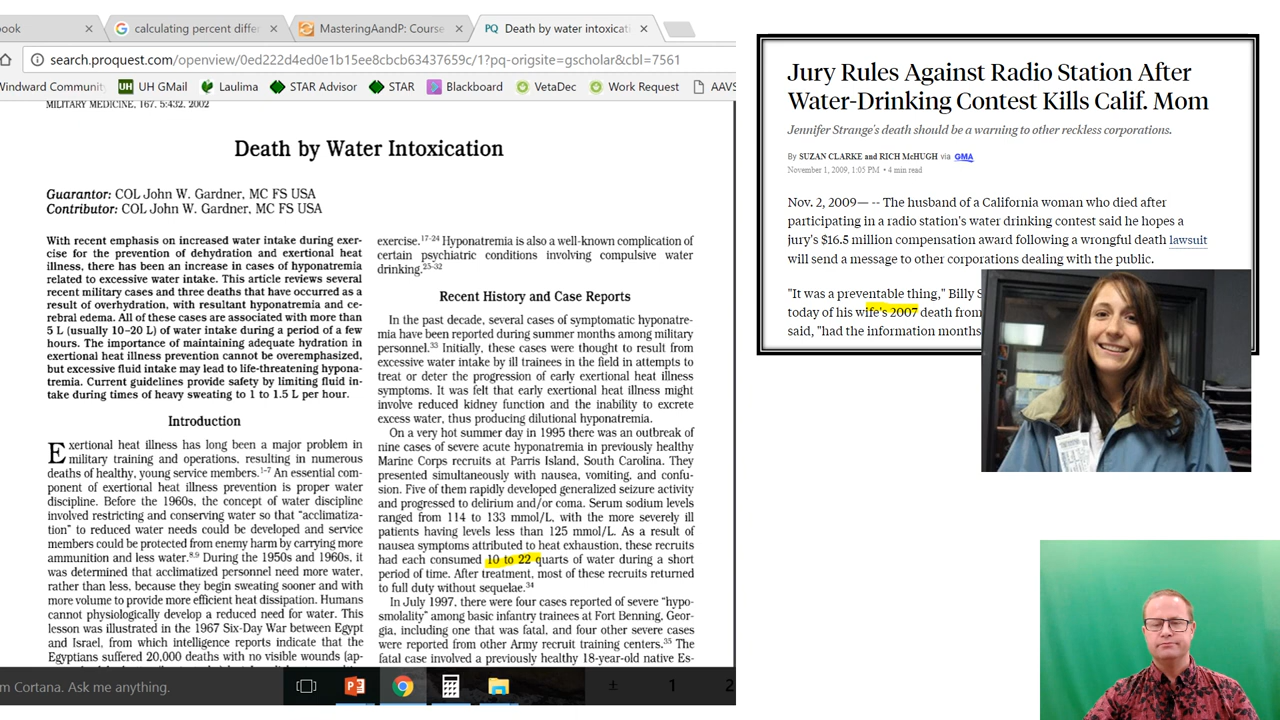 ook
calculating percent differ
MasteringAandP: Course
Death by water intoxicati
search.proquest.com/openview/0ed222d4ed0e1b15ee8cbcb63437659c/1?pq-origsite=gscholar&cbl=7561
Windward Communit
UH GMail
Laulima
STAR Advisor
STAR
Blackboard
VetaDec
Work Request
AAVS
MILITARY MEDICINE, 167, 5:432, 2002
Death by Water Intoxication
Guarantor: COL John W. Gardner, MC FS USA
Contributor: COL John W. Gardner, MC FS USA
With recent emphasis on increased water intake during exer-
cise for the prevention of dehydration and exertional heat
illness, there has been an increase in cases of hyponatremia
related to excessive water intake. This article reviews several
recent military cases and three deaths that have occurred as a
result of overhydration, with resultant hyponatremia and ce-
rebral edema. All of these cases are associated with more than
5 L (usually 10-20 L) of water intake during a period of a few
hours. The importance of maintaining adequate hydration in
exertional heat illness prevention cannot be overemphasized,
but excessive fluid intake may lead to life-threatening hypona-
tremia. Current guidelines provide safety by limiting fluid in-
take during times of heavy sweating to 1 to 1.5 L per hour.
Introduction
Exertional heat illness has long been a major problem in
military training and operations, resulting in numerous
deaths of healthy, young service members.1-7 An essential com-
ponent of exertional heat illness prevention is proper water
discipline. Before the 1960s, the concept of water discipline
involved restricting and conserving water so that "acclimatiza-
tion" to reduced water needs could be developed and service
members could be protected from enemy harm by carrying more
ammunition and less water.8,9 During the 1950s and 1960s, it
was determined that acclimatized personnel need more water,
rather than less, because they begin sweating sooner and with
more volume to provide more efficient heat dissipation. Humans
cannot physiologically develop a reduced need for water. This
lesson was illustrated in the 1967 Six-Day War between Egypt
and Israel, from which intelligence reports indicate that the
Egyptians suffered 20,000 deaths with no visible wounds (ap-
exercise.17-24 Hyponatremia is also a well-known complication of
certain psychiatric conditions involving compulsive water
drinking.25-32
Recent History and Case Reports
In the past decade, several cases of symptomatic hyponatre-
mia have been reported during summer months among military
personnel.33 Initially, these cases were thought to result from
excessive water intake by ill trainees in the field in attempts to
treat or deter the progression of early exertional heat illness
symptoms. It was felt that early exertional heat illness might
involve reduced kidney function and the inability to excrete
excess water, thus producing dilutional hyponatremia.
On a very hot summer day in 1995 there was an outbreak of
nine cases of severe acute hyponatremia in previously healthy
Marine Corps recruits at Parris Island, South Carolina. They
presented simultaneously with nausea, vomiting, and confu-
sion. Five of them rapidly developed generalized seizure activity
and progressed to delirium and/or coma. Serum sodium levels
ranged from 114 to 133 mmol/L, with the more severely ill
patients having levels less than 125 mmol/L. As a result of
nausea symptoms attributed to heat exhaustion, these recruits
had each consumed 10 to 22 quarts of water during a short
period of time. After treatment, most of these recruits returned
to full duty without sequelae.34
In July 1997, there were four cases reported of severe "hypo-
smolality" among basic infantry trainees at Fort Benning, Geor-
gia, including one that was fatal, and four other severe cases
were reported from other Army recruit training centers.35 The
fatal case involved a previously healthy 18-year-old native Es-
m Cortana. Ask me anything.
± 1 2
Jury Rules Against Radio Station After
Water-Drinking Contest Kills Calif. Mom
Jennifer Strange's death should be a warning to other reckless corporations.
By SUZAN CLARKE and RICH McHUGH via GMA
November 1, 2009, 1:05 PM • 4 min read
Nov. 2, 2009— -- The husband of a California woman who died after
participating in a radio station's water drinking contest said he hopes a
jury's $16.5 million compensation award following a wrongful death lawsuit
will send a message to other corporations dealing with the public.
"It was a preventable thing," Billy S
today of his wife's 2007 death from
said, "had the information months